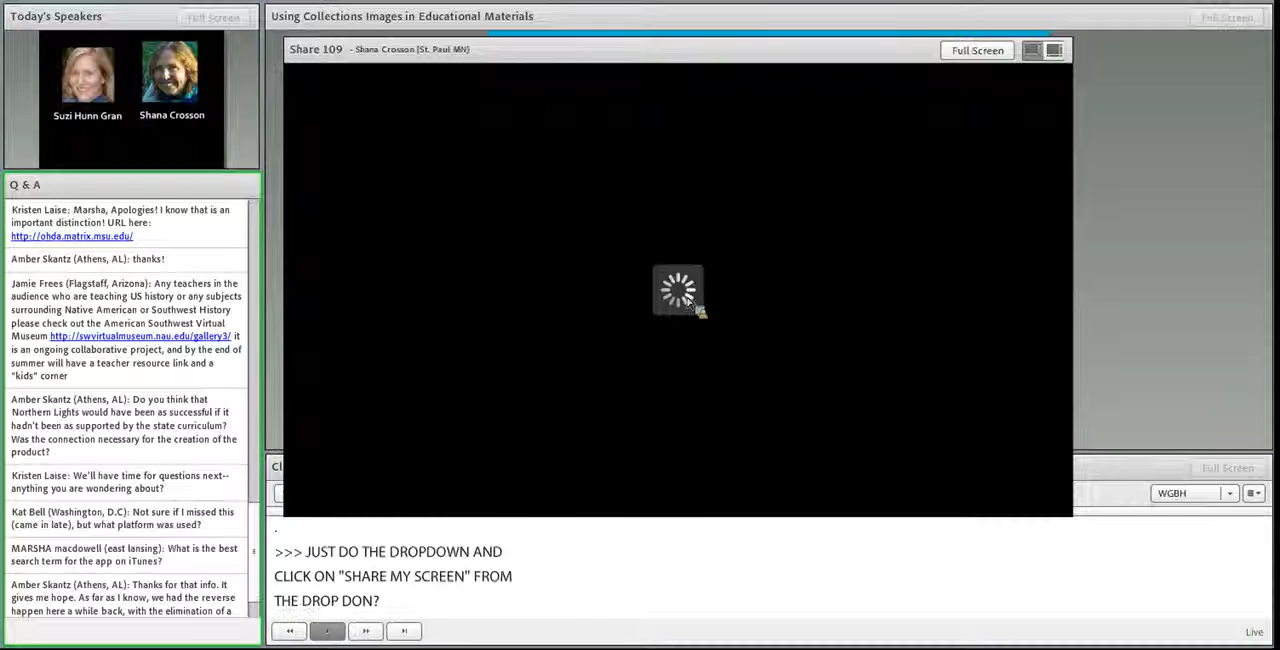 Today's Speakers
Full Screen
Suzi Hunn Gran
Shana Crosson
Q & A
Kristen Laise: Marsha, Apologies! I know that is an
important distinction! URL here:
http://ohda.matrix.msu.edu/
Amber Skantz (Athens, AL): thanks!
Jamie Frees (Flagstaff, Arizona): Any teachers in the
audience who are teaching US history or any subjects
surrounding Native American or Southwest History
please check out the American Southwest Virtual
Museum http://swvirtualmuseum.nau.edu/gallery3/ it
is an ongoing collaborative project, and by the end of
summer will have a teacher resource link and a
"kids" corner
Amber Skantz (Athens, AL): Do you think that
Northern Lights would have been as successful if it
hadn't been as supported by the state curriculum?
Was the connection necessary for the creation of the
product?
Kristen Laise: We'll have time for questions next--
anything you are wondering about?
Kat Bell (Washington, D.C): Not sure if I missed this
(came in late), but what platform was used?
MARSHA macdowell (east lansing): What is the best
search term for the app on iTunes?
Amber Skantz (Athens, AL): Thanks for that info. It
gives me hope. As far as I know, we had the reverse
happen here a while back, with the elimination of a
Using Collections Images in Educational Materials
Full Screen
Share 109 - Shana Crosson (St. Paul MN)
Full Screen
Cl
Full Screen
WGBH
.
>>> JUST DO THE DROPDOWN AND
CLICK ON "SHARE MY SCREEN" FROM
THE DROP DON?
Live